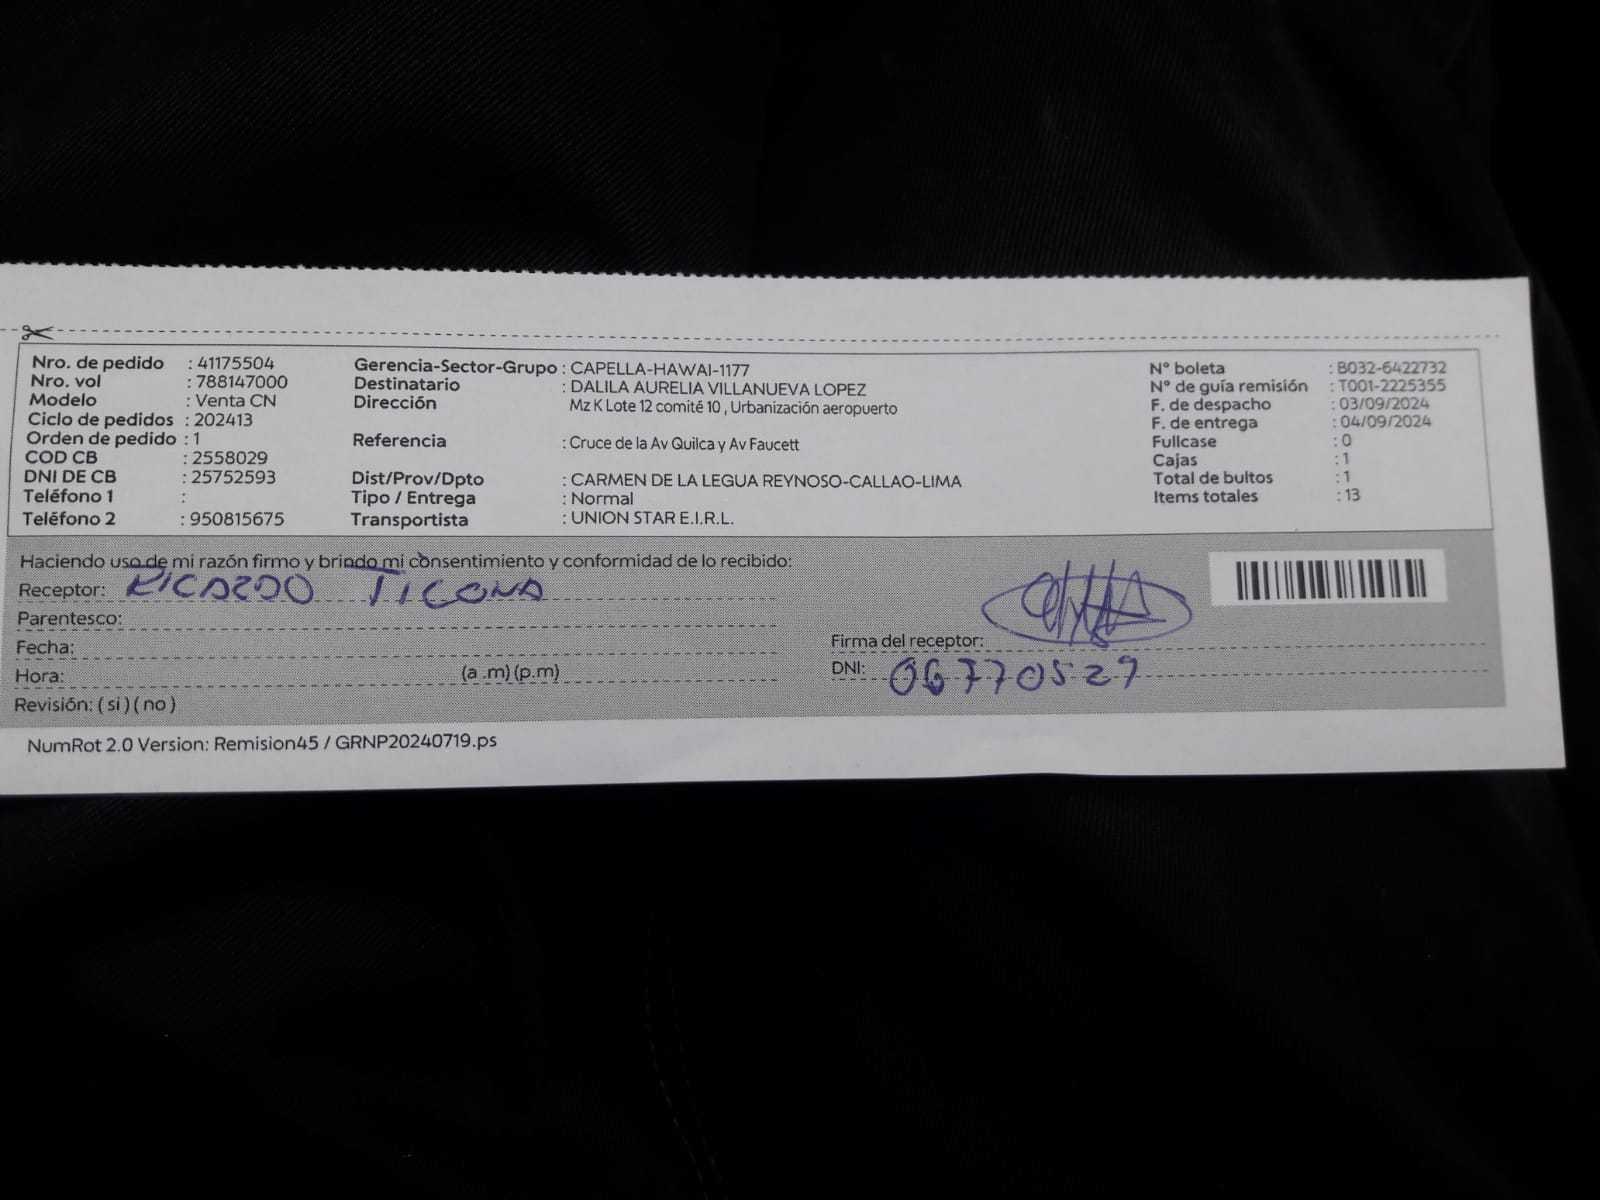 Nro. de pedido : 41175504
Nro. vol : 788147000
Modelo : Venta CN
Ciclo de pedidos : 202413
Orden de pedido : 1
COD CB : 2558029
DNI DE CB : 25752593
Teléfono 1 :
Teléfono 2 : 950815675
Gerencia-Sector-Grupo : CAPELLA-HAWAI-1177
Destinatario : DALILA AURELIA VILLANUEVA LOPEZ
Dirección Mz K Lote 12 comité 10 , Urbanización aeropuerto
Referencia : Cruce de la Av Quilca y Av Faucett
Dist/Prov/Dpto : CARMEN DE LA LEGUA REYNOSO-CALLAO-LIMA
Tipo / Entrega : Normal
Transportista : UNION STAR E.I.R.L.
N° boleta : B032-6422732
N° de guía remisión : T001-2225355
F. de despacho : 03/09/2024
F. de entrega : 04/09/2024
Fullcase : 0
Cajas : 1
Total de bultos : 1
Items totales : 13
Haciendo uso de mi razón firmo y brindo mi consentimiento y conformidad de lo recibido:
Receptor: RICARDO TICONA
Parentesco:
Fecha:
Hora: (a .m) (p.m)
Revisión: ( si ) ( no )
Firma del receptor:
DNI: 06770529
NumRot 2.0 Version: Remision45 / GRNP20240719.ps